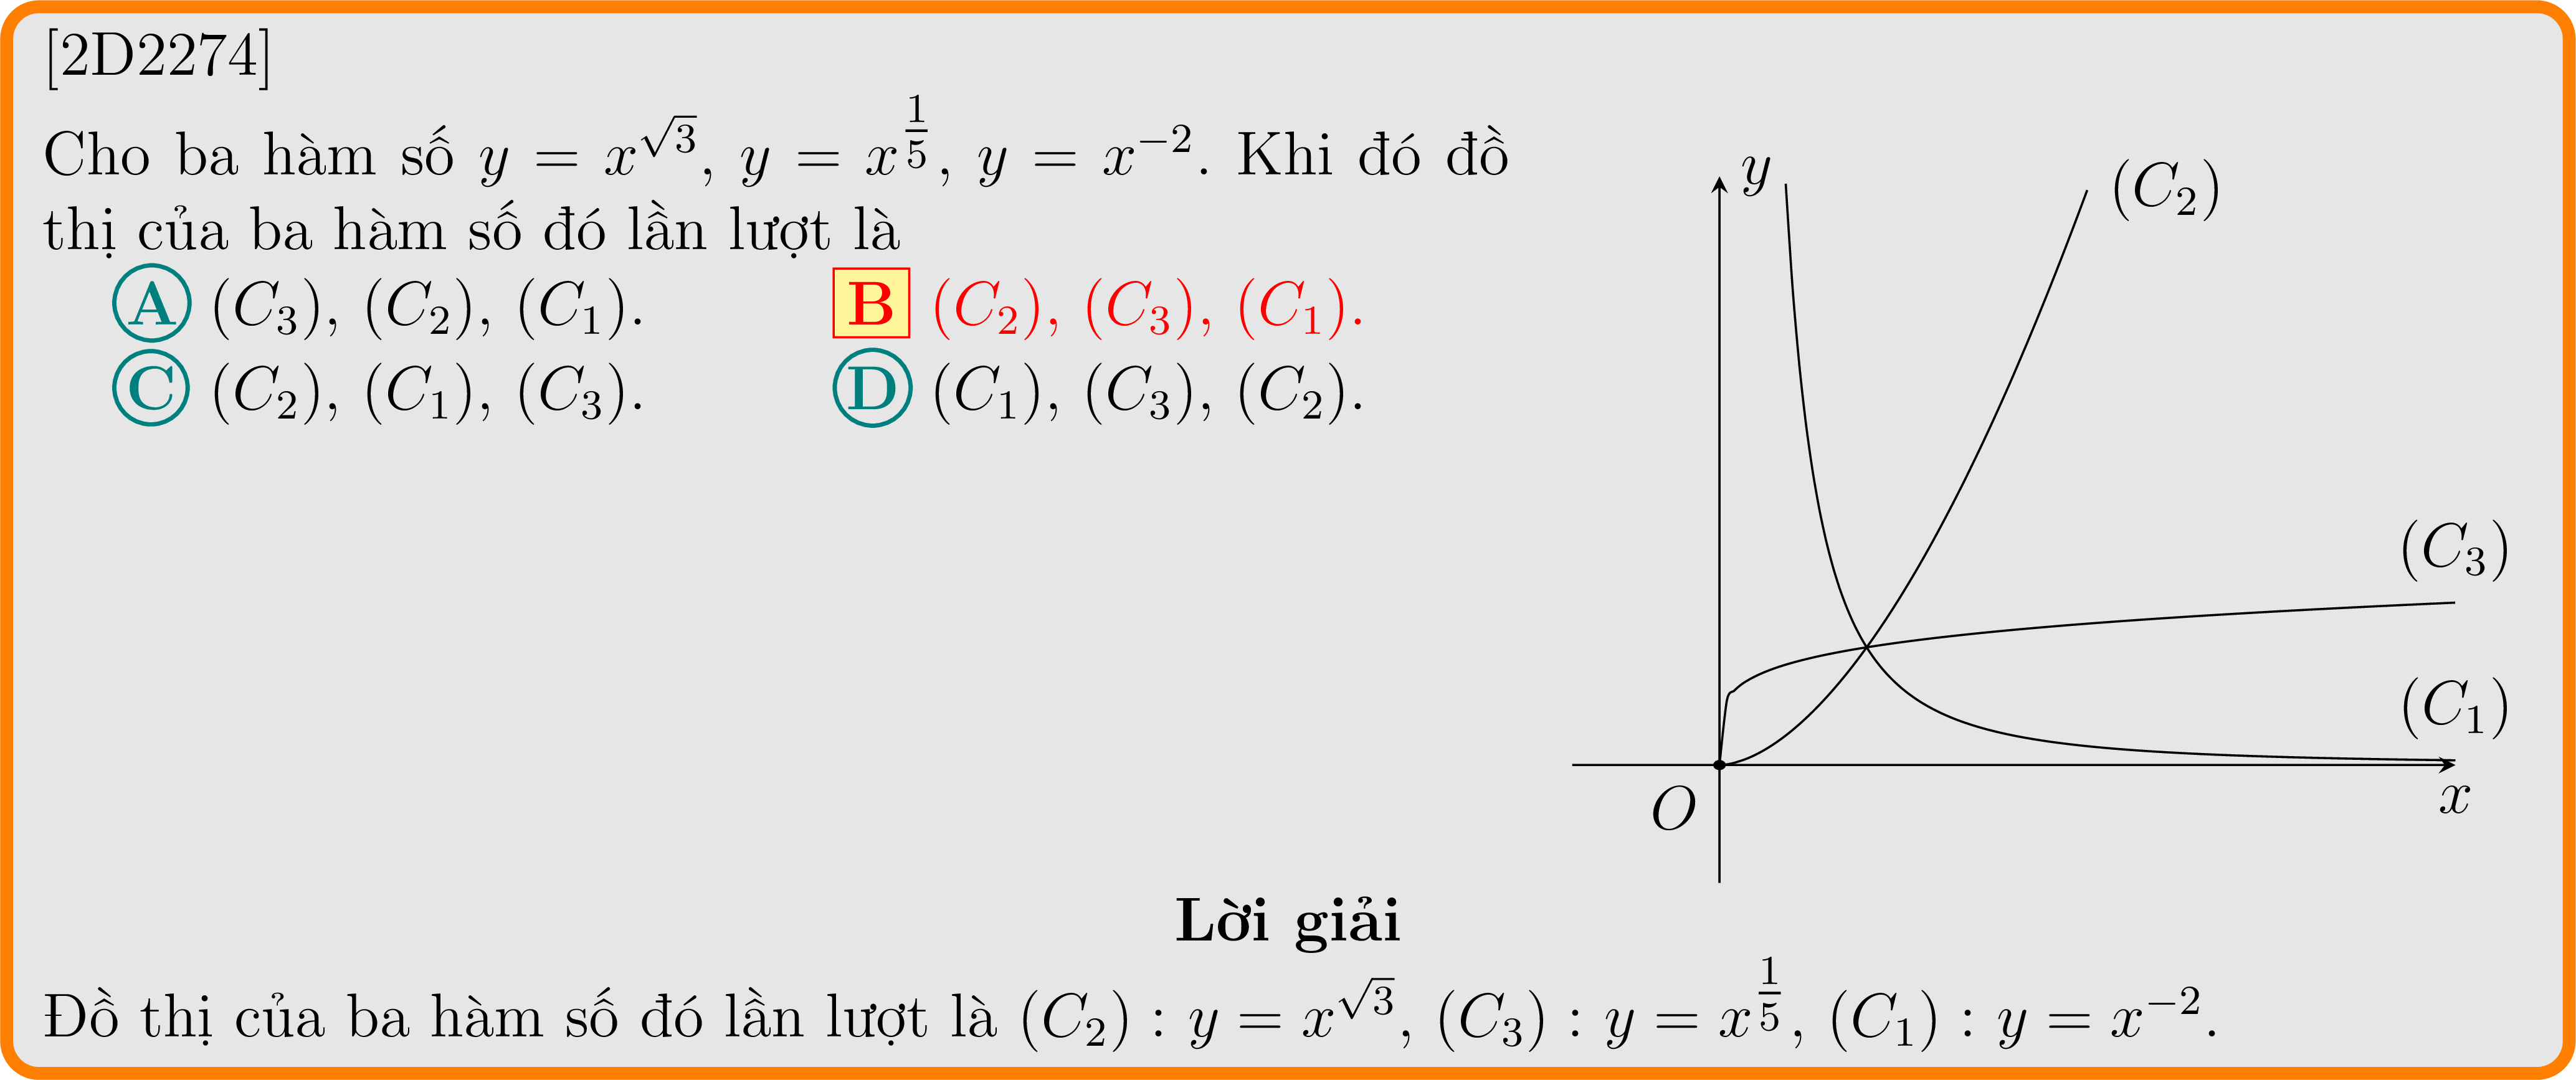 [2D2274]
Cho ba hàm số $y = x^{\sqrt{3}}$, $y = x^{\frac{1}{5}}$, $y = x^{-2}$. Khi đó đồ
thị của ba hàm số đó lần lượt là
A $(C_3)$, $(C_2)$, $(C_1)$.
B $(C_2)$, $(C_3)$, $(C_1)$.
C $(C_2)$, $(C_1)$, $(C_3)$.
D $(C_1)$, $(C_3)$, $(C_2)$.
$y$
$(C_2)$
$(C_3)$
$(C_1)$
$O$
$x$
Lời giải
Đồ thị của ba hàm số đó lần lượt là $(C_2) : y = x^{\sqrt{3}}$, $(C_3) : y = x^{\frac{1}{5}}$, $(C_1) : y = x^{-2}$.